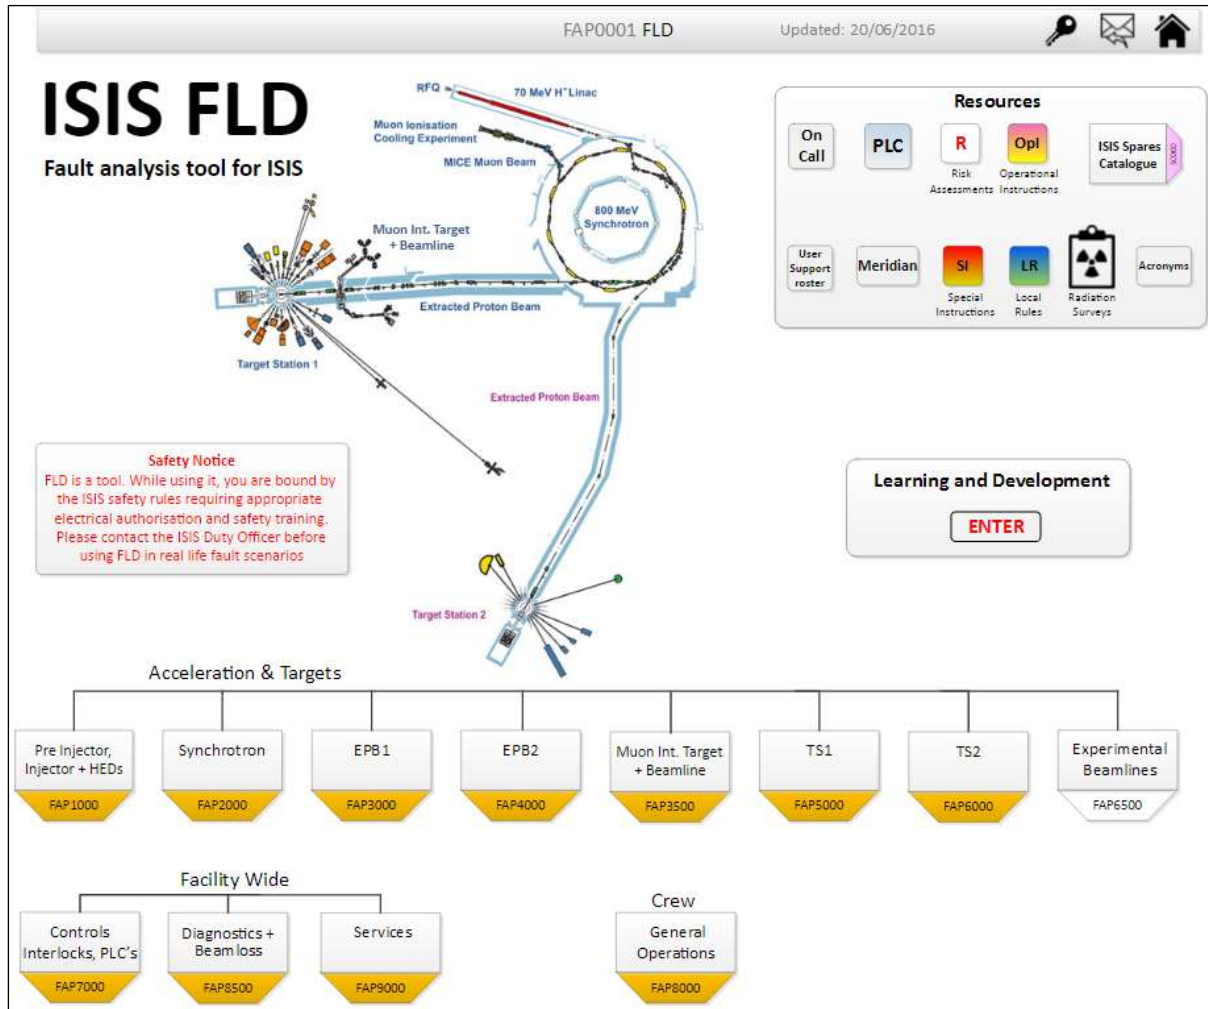 FAP0001 FLD
Updated: 20/06/2016
ISIS FLD
Fault analysis tool for ISIS
RFQ
70 MeV H⁻ Linac
Muon Ionisation
Cooling Experiment
MICE Muon Beam
800 MeV
Synchrotron
Muon Int. Target
+ Beamline
Extracted Proton Beam
Target Station 1
Extracted Proton Beam
Target Station 2
Resources
On
Call
PLC
R
Risk
Assessments
OpI
Operational
Instructions
ISIS Spares
Catalogue
User
Support
roster
Meridian
SI
Special
Instructions
LR
Local
Rules
Radiation
Surveys
Acronyms
Safety Notice
FLD is a tool. While using it, you are bound by
the ISIS safety rules requiring appropriate
electrical authorisation and safety training.
Please contact the ISIS Duty Officer before
using FLD in real life fault scenarios
Learning and Development
ENTER
Acceleration & Targets
Pre Injector,
Injector + HEDs
FAP1000
Synchrotron
FAP2000
EPB1
FAP3000
EPB2
FAP4000
Muon Int. Target
+ Beamline
FAP3500
TS1
FAP5000
TS2
FAP6000
Experimental
Beamlines
FAP6500
Facility Wide
Controls
Interlocks, PLC's
FAP7000
Diagnostics +
Beamloss
FAP8500
Services
FAP9000
Crew
General
Operations
FAP8000